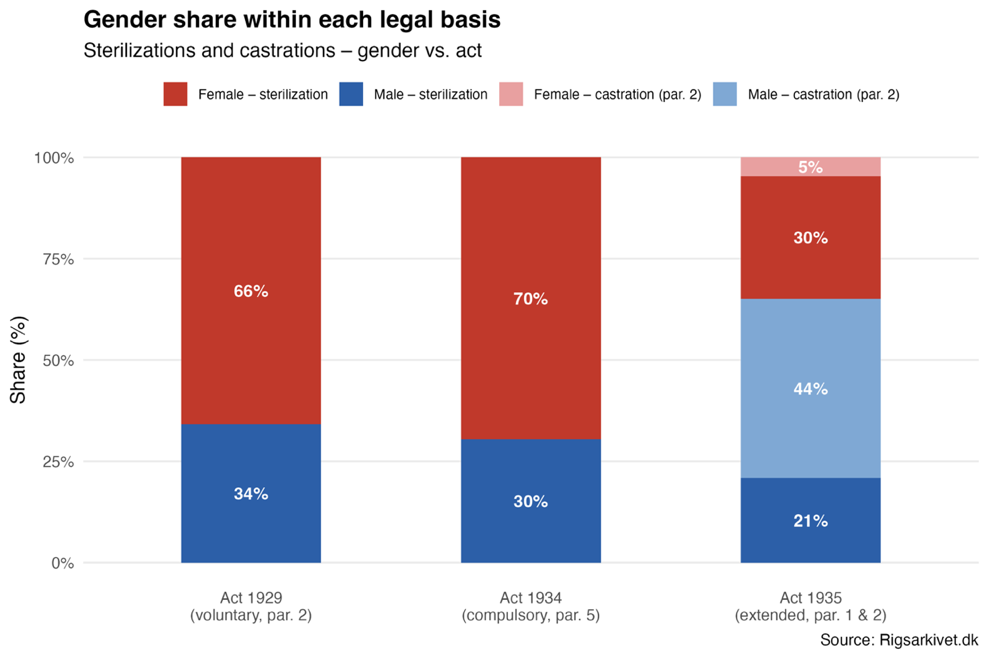 Gender share within each legal basis
Sterilizations and castrations – gender vs. act
Female – sterilization Male – sterilization Female – castration (par. 2) Male – castration (par. 2)
Share (%)
100%
75%
50%
25%
0%
66%
34%
70%
30%
5%
30%
44%
21%
Act 1929
(voluntary, par. 2)
Act 1934
(compulsory, par. 5)
Act 1935
(extended, par. 1 & 2)
Source: Rigsarkivet.dk